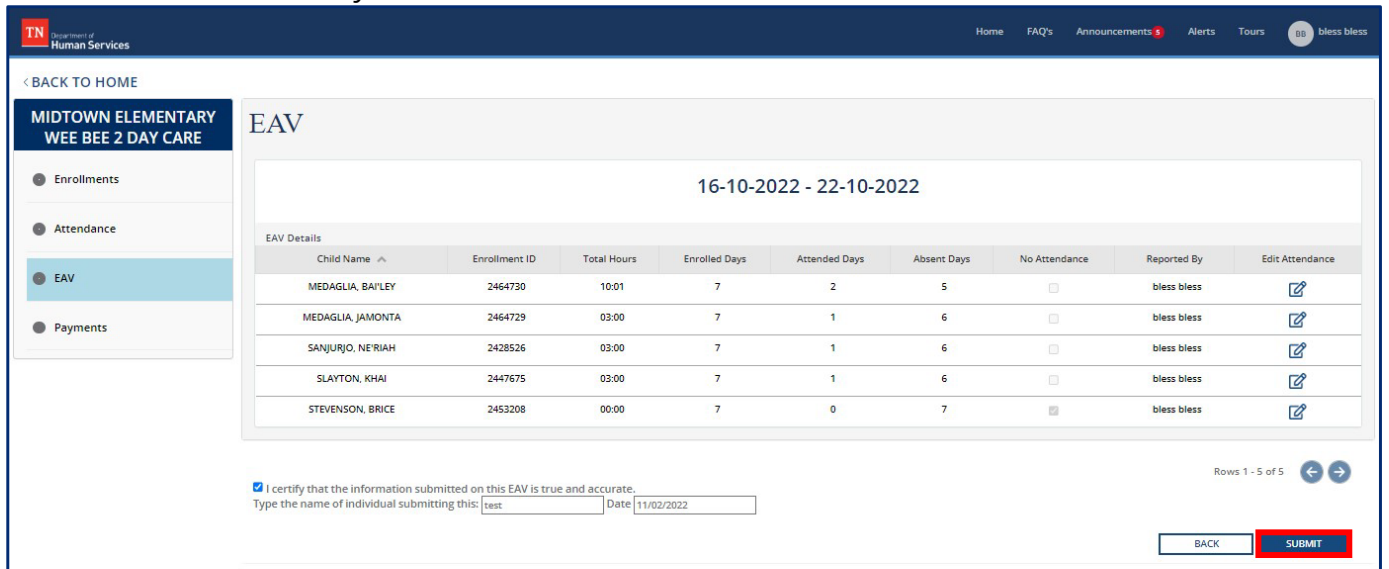 TN Department of
Human Services
Home FAQ's Announcements 5 Alerts Tours BB bless bless
< BACK TO HOME
MIDTOWN ELEMENTARY
WEE BEE 2 DAY CARE
Enrollments
Attendance
EAV
Payments
EAV
16-10-2022 - 22-10-2022
EAV Details
Child Name Enrollment ID Total Hours Enrolled Days Attended Days Absent Days No Attendance Reported By Edit Attendance
MEDAGLIA, BAI'LEY 2464730 10:01 7 2 5 bless bless
MEDAGLIA, JAMONTA 2464729 03:00 7 1 6 bless bless
SANJURJO, NE'RIAH 2428526 03:00 7 1 6 bless bless
SLAYTON, KHAI 2447675 03:00 7 1 6 bless bless
STEVENSON, BRICE 2453208 00:00 7 0 7 bless bless
Rows 1 - 5 of 5
I certify that the information submitted on this EAV is true and accurate.
Type the name of individual submitting this: test Date 11/02/2022
BACK SUBMIT